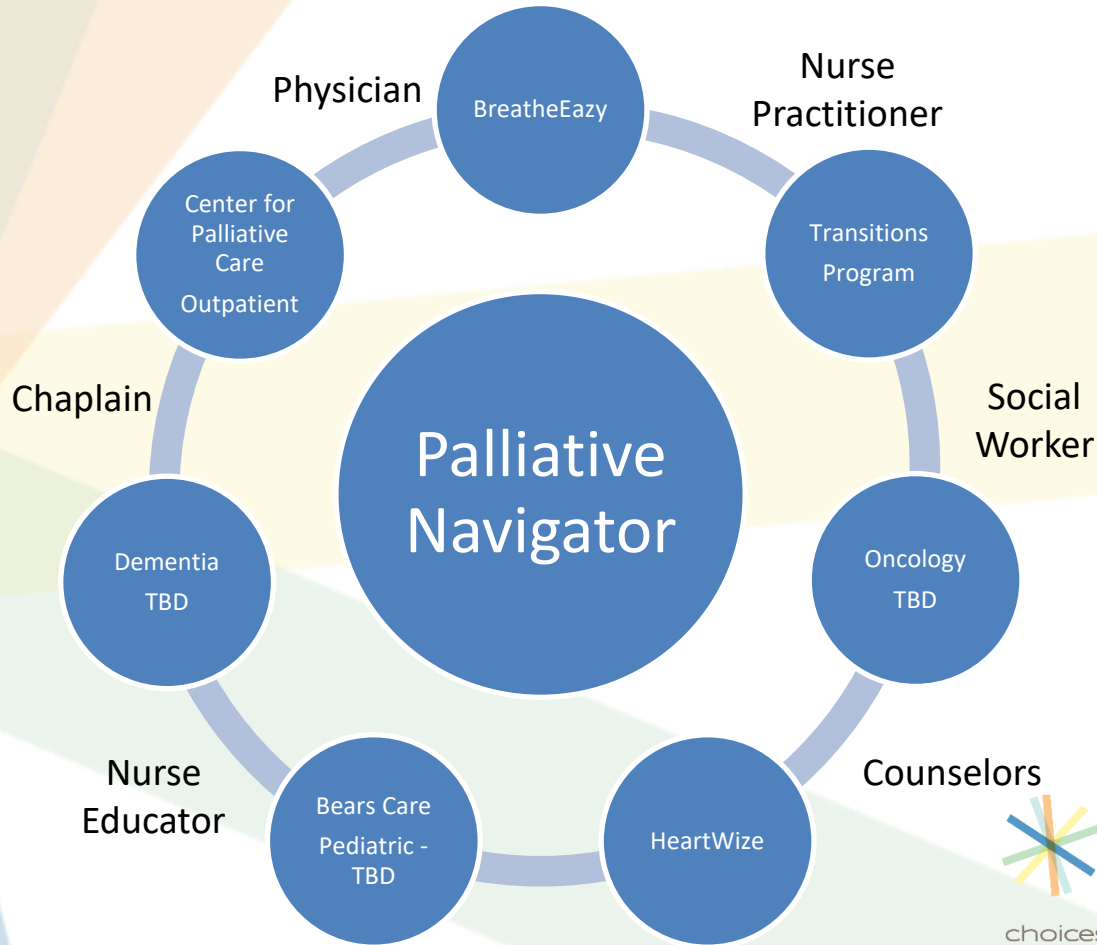 Physician
BreatheEazy
Nurse
Practitioner
Center for
Palliative
Care
Outpatient
Transitions
Program
Chaplain
Social
Worker
Palliative
Navigator
Dementia
TBD
Oncology
TBD
Nurse
Educator
Counselors
Bears Care
Pediatric -
TBD
HeartWize
choices